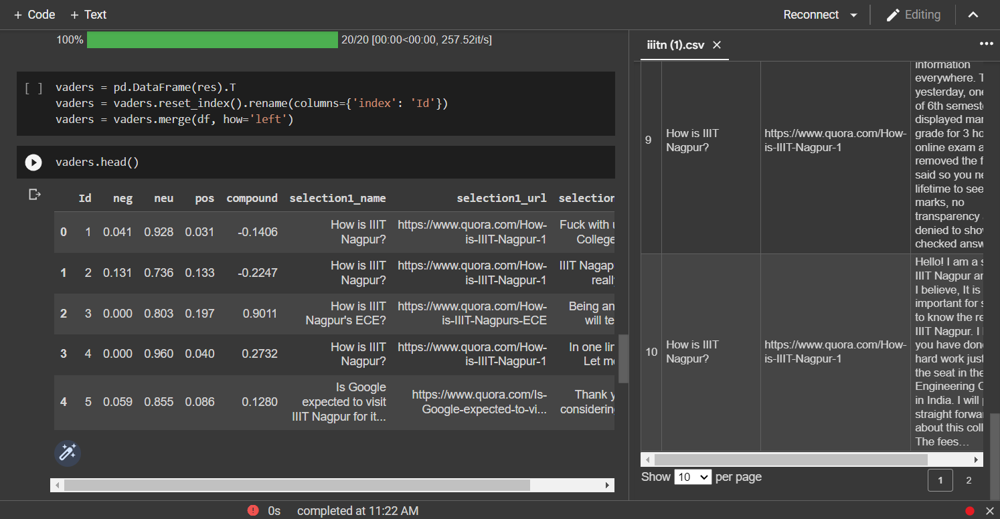 + Code + Text
Reconnect
Editing
100% 20/20 [00:00<00:00, 257.52it/s]
[ ] vaders = pd.DataFrame(res).T
vaders = vaders.reset_index().rename(columns={'index': 'Id'})
vaders = vaders.merge(df, how='left')
vaders.head()
Id neg neu pos compound selection1_name selection1_url selection
0 1 0.041 0.928 0.031 -0.1406
How is IIIT
Nagpur?
https://www.quora.com/How-
is-IIIT-Nagpur-1
Fuck with
College
1 2 0.131 0.736 0.133 -0.2247
How is IIIT
Nagpur?
https://www.quora.com/How-
is-IIIT-Nagpur-1
IIIT Nagap
reall
2 3 0.000 0.803 0.197 0.9011
How is IIIT
Nagpur's ECE?
https://www.quora.com/How-
is-IIIT-Nagpurs-ECE
Being an
will te
3 4 0.000 0.960 0.040 0.2732
How is IIIT
Nagpur?
https://www.quora.com/How-
is-IIIT-Nagpur-1
In one lin
Let me
4 5 0.059 0.855 0.086 0.1280
Is Google
expected to visit
IIIT Nagpur for it...
https://www.quora.com/Is-
Google-expected-to-vi...
Thank y
considering
iiitn (1).csv
9
How is IIIT
Nagpur?
https://www.quora.com/How-
is-IIIT-Nagpur-1
information
everywhere. T
yesterday, one
of 6th semest
displayed mar
grade for 3 ho
online exam a
removed the f
said so you ne
lifetime to see
marks, no
transparency
denied to show
checked answ
10
How is IIIT
Nagpur?
https://www.quora.com/How-
is-IIIT-Nagpur-1
Hello! I am a s
IIIT Nagpur an
I believe, It is
important for s
to know the re
IIIT Nagpur. I
you have done
hard work just
the seat in the
Engineering C
in India. I will
straight forwar
about this coll
The fees...
Show 10 per page
1 2
0s completed at 11:22 AM